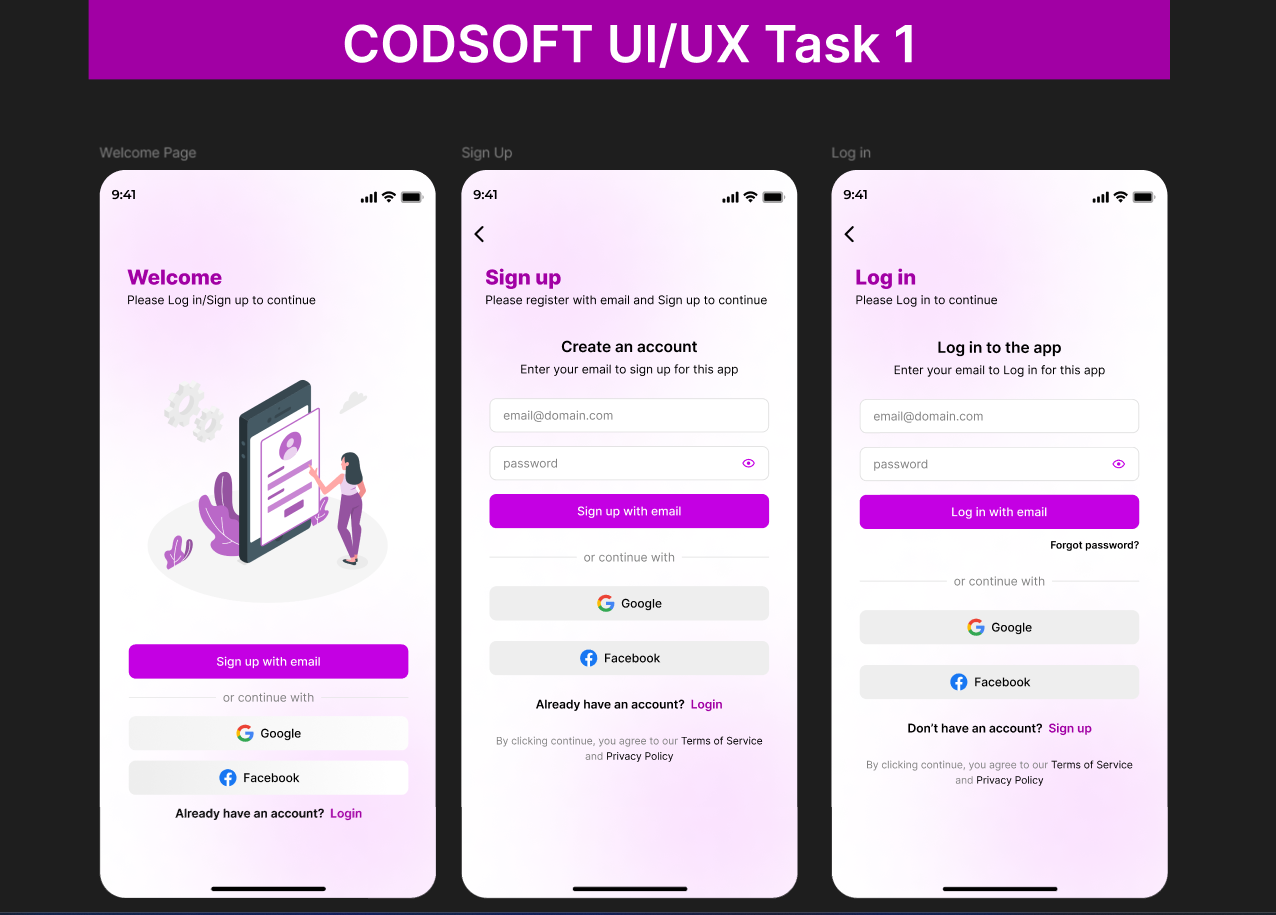 CODSOFT UI/UX Task 1
Welcome Page
9:41
Welcome
Please Log in/Sign up to continue
Sign up with email
or continue with
Google
Facebook
Already have an account? Login
Sign Up
9:41
Sign up
Please register with email and Sign up to continue
Create an account
Enter your email to sign up for this app
email@domain.com
password
Sign up with email
or continue with
Google
Facebook
Already have an account? Login
By clicking continue, you agree to our Terms of Service
and Privacy Policy
Log in
9:41
Log in
Please Log in to continue
Log in to the app
Enter your email to Log in for this app
email@domain.com
password
Log in with email
Forgot password?
or continue with
Google
Facebook
Don’t have an account? Sign up
By clicking continue, you agree to our Terms of Service
and Privacy Policy